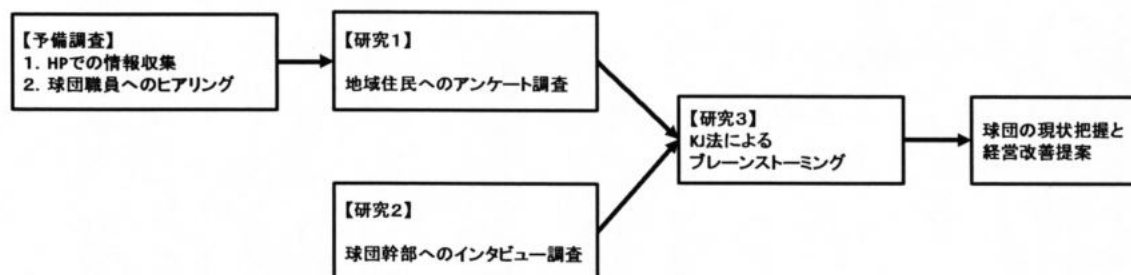 【予備調査】
1. HPでの情報収集
2. 球団職員へのヒアリング
【研究1】
地域住民へのアンケート調査
【研究2】
球団幹部へのインタビュー調査
【研究3】
KJ法による
ブレーンストーミング
球団の現状把握と
経営改善提案